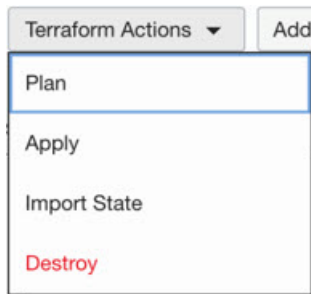 Terraform Actions
Add
Plan
Apply
Import State
Destroy